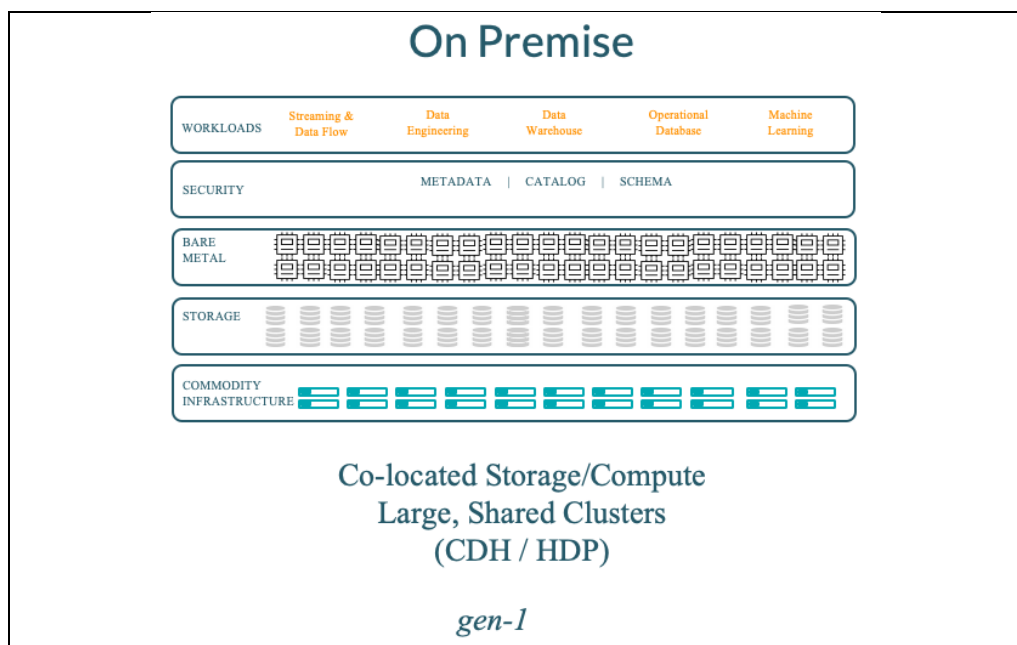 On Premise
WORKLOADS
Streaming &
Data Flow
Data
Engineering
Data
Warehouse
Operational
Database
Machine
Learning
SECURITY
METADATA | CATALOG | SCHEMA
BARE
METAL
STORAGE
COMMODITY
INFRASTRUCTURE
Co-located Storage/Compute
Large, Shared Clusters
(CDH / HDP)
gen-1